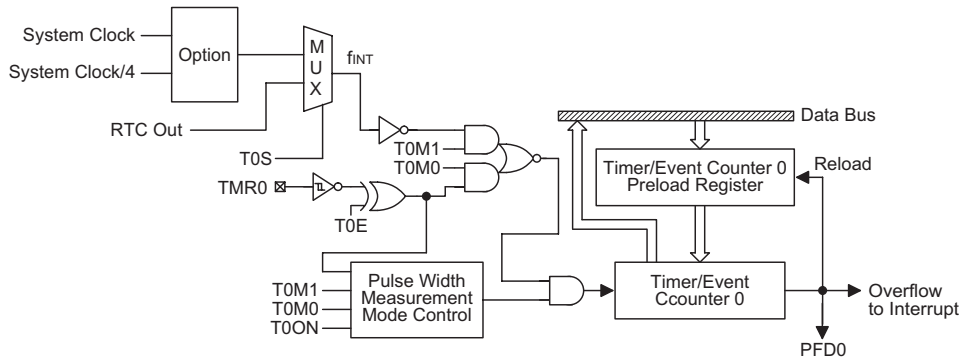 System Clock
System Clock/4
Option
M
U
X
fINT
RTC Out
T0S
T0M1
T0M0
TMR0
T0E
Data Bus
Timer/Event Counter 0
Preload Register
Reload
T0M1
T0M0
T0ON
Pulse Width
Measurement
Mode Control
Timer/Event
Ccounter 0
Overflow
to Interrupt
PFD0